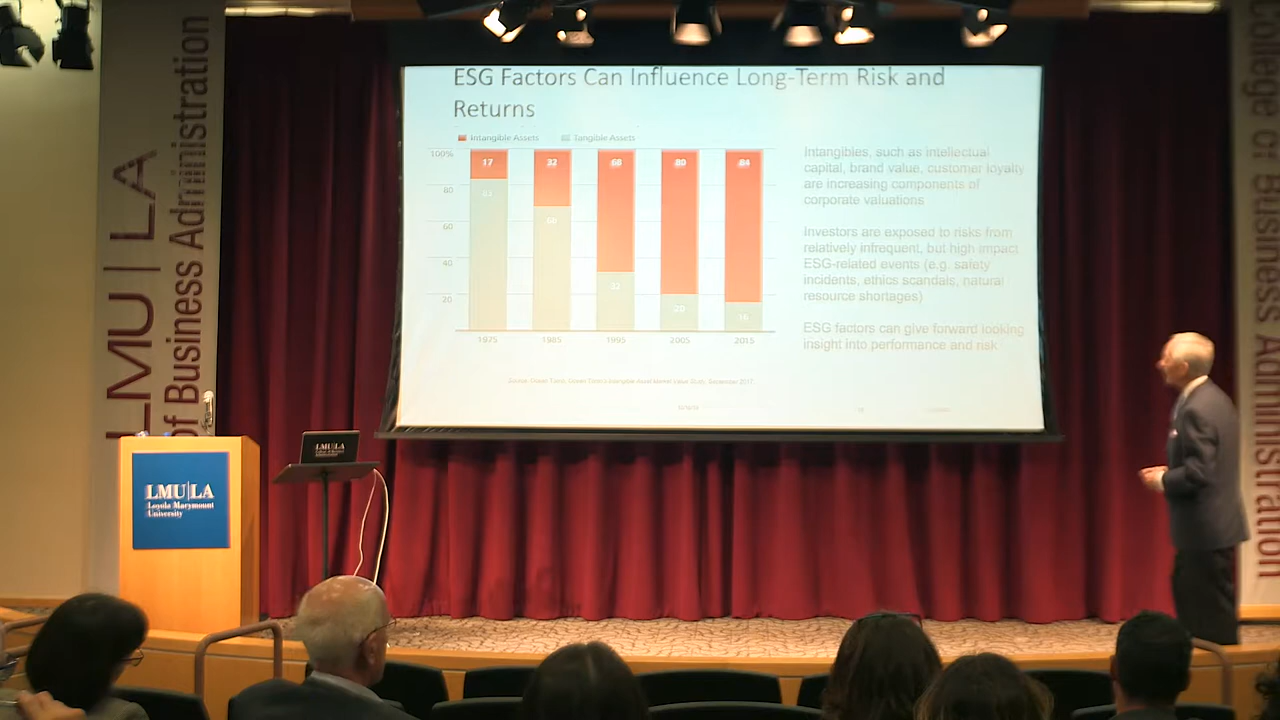 ESG Factors Can Influence Long-Term Risk and
Returns
Intangible Assets
Tangible Assets
100%
80
60
40
20
17
32
68
80
84
68
32
20
16
1975
1985
1995
2005
2015
Intangibles, such as intellectual
capital, brand value, customer loyalty
are increasing components of
corporate valuations
Investors are exposed to risks from
relatively infrequent, but high impact
ESG-related events (e.g. safety
incidents, ethics scandals, natural
resource shortages)
ESG factors can give forward looking
insight into performance and risk
LMU | LA
of Business Administration
College of Business Administration
LMU|LA
Loyola Marymount
University
LMU|LA